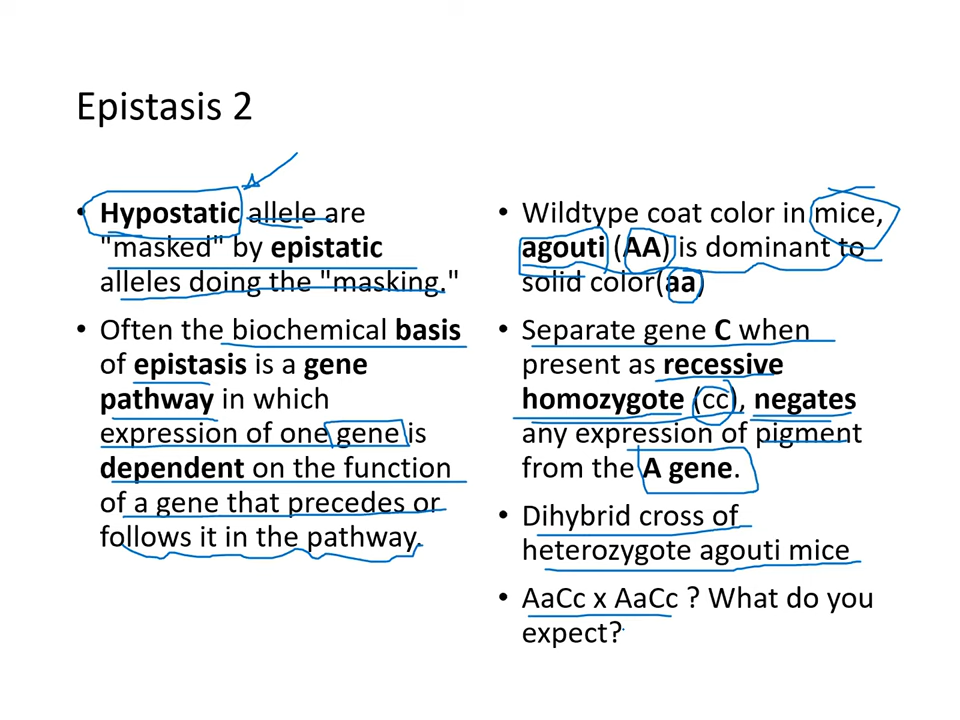 Epistasis 2
• Hypostatic allele are
"masked" by epistatic
alleles doing the "masking."
• Often the biochemical basis
of epistasis is a gene
pathway in which
expression of one gene is
dependent on the function
of a gene that precedes or
follows it in the pathway.
• Wildtype coat color in mice,
agouti (AA) is dominant to
solid color(aa)
• Separate gene C when
present as recessive
homozygote (cc), negates
any expression of pigment
from the A gene.
• Dihybrid cross of
heterozygote agouti mice
• AaCc x AaCc ? What do you
expect?